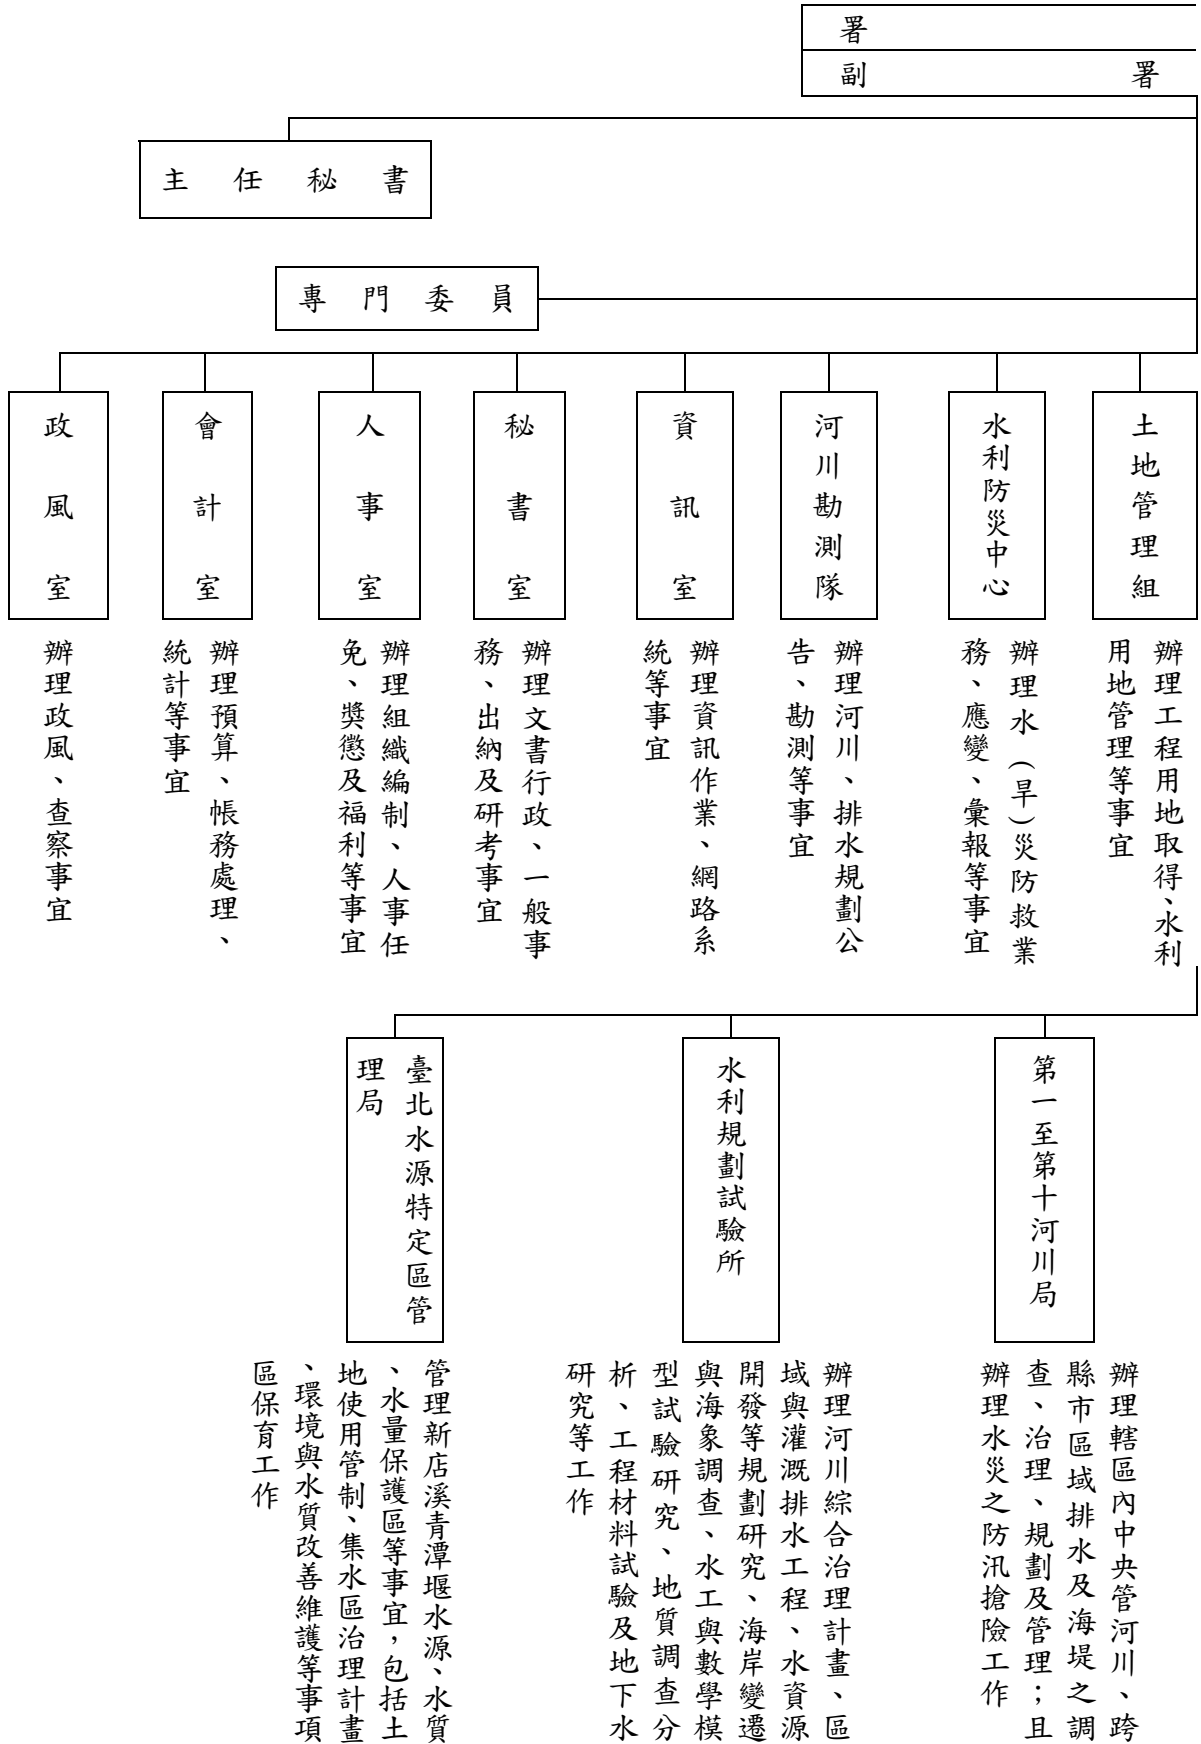 署
副署
主任秘書
專門委員
土地管理組
辦理工程用地取得、水利
用地管理等事宜
水利防災中心
辦理水（旱）災防救業
務、應變、彙報等事宜
河川勘測隊
辦理河川、排水規劃公
告、勘測等事宜
資訊室
辦理資訊作業、網路系
統等事宜
秘書室
辦理文書行政、一般事
務、出納及研考事宜
人事室
辦理組織編制、人事任
免、獎懲及福利等事宜
會計室
辦理預算、帳務處理、
統計等事宜
政風室
辦理政風、查察事宜
第一至第十河川局
辦理轄區內中央管河川、跨
縣市區域排水及海堤之調
查、治理、規劃及管理；且
辦理水災之防汛搶險工作
水利規劃試驗所
辦理河川綜合治理計畫、區
域與灌溉排水工程、水資源
開發等規劃研究、海岸變遷
與海象調查、水工與數學模
型試驗研究、地質調查分
析、工程材料試驗及地下水
研究等工作
臺北水源特定區管
理局
管理新店溪青潭堰水源、水質
、水量保護區等事宜，包括土
地使用管制、集水區治理計畫
、環境與水質改善維護等事項
區保育工作